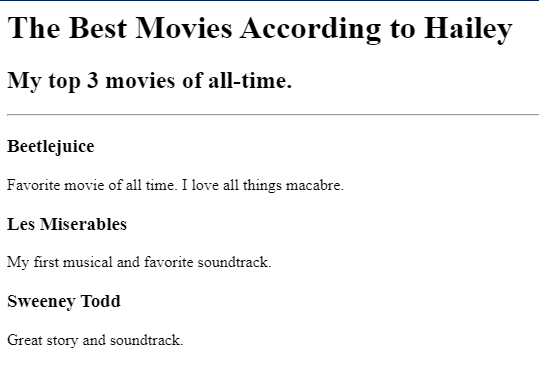 The Best Movies According to Hailey
My top 3 movies of all-time.
Beetlejuice
Favorite movie of all time. I love all things macabre.
Les Miserables
My first musical and favorite soundtrack.
Sweeney Todd
Great story and soundtrack.